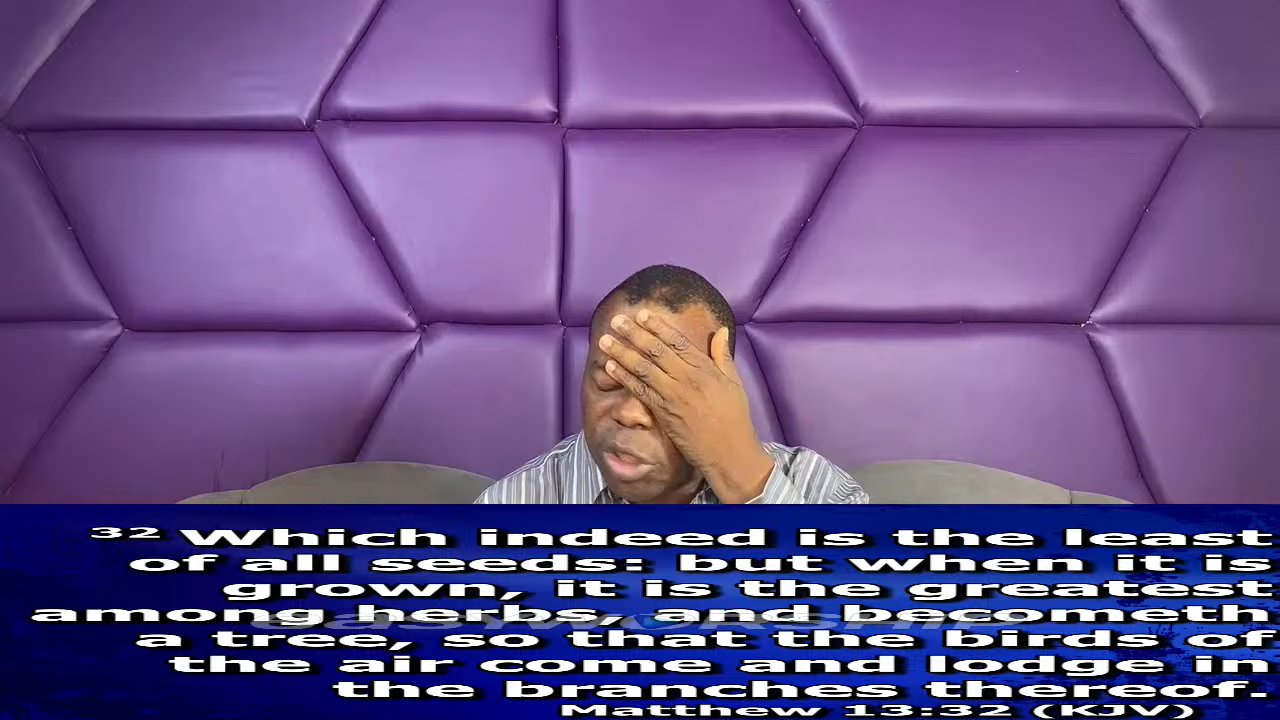 32 Which indeed is the least
of all seeds: but when it is
grown, it is the greatest
among herbs, and becometh
a tree, so that the birds of
the air come and lodge in
the branches thereof.
Matthew 13:32 (KJV)